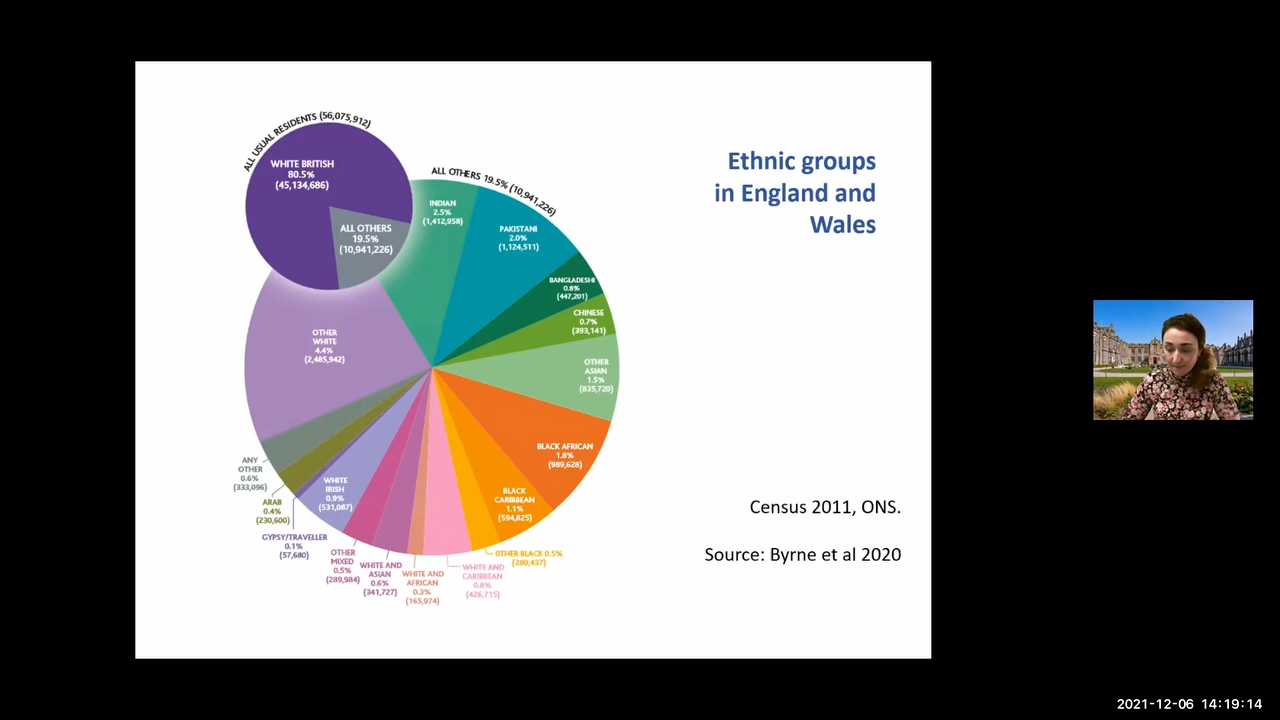 ALL USUAL RESIDENTS (56,075,912)
WHITE BRITISH
80.5%
(45,134,686)
ALL OTHERS
19.5%
(10,941,226)
ALL OTHERS 19.5% (10,941,226)
INDIAN
2.5%
(1,412,958)
PAKISTANI
2.0%
(1,124,511)
BANGLADESHI
0.8%
(447,201)
CHINESE
0.7%
(393,141)
OTHER
ASIAN
1.5%
(835,720)
BLACK AFRICAN
1.8%
(989,628)
BLACK
CARIBBEAN
1.1%
(594,825)
OTHER BLACK 0.5%
(280,437)
WHITE AND
CARIBBEAN
0.8%
(426,715)
WHITE AND
AFRICAN
0.3%
(165,974)
WHITE AND
ASIAN
0.6%
(341,727)
OTHER
MIXED
0.5%
(289,984)
WHITE
IRISH
0.9%
(531,087)
GYPSY/TRAVELLER
0.1%
(57,680)
ARAB
0.4%
(230,600)
ANY
OTHER
0.6%
(333,096)
OTHER
WHITE
4.4%
(2,485,942)
Ethnic groups
in England and
Wales
Census 2011, ONS.
Source: Byrne et al 2020
2021-12-06 14:19:14